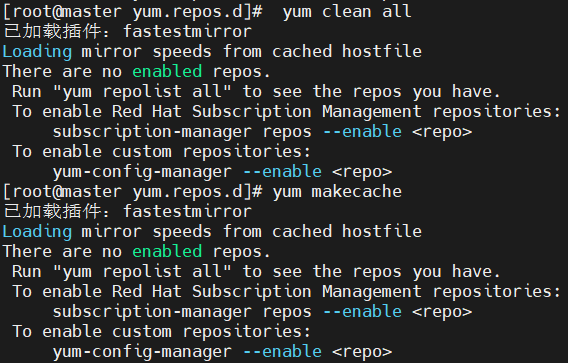 [root@master yum.repos.d]#  yum clean all
已加载插件：fastestmirror
Loading mirror speeds from cached hostfile
There are no enabled repos.
 Run "yum repolist all" to see the repos you have.
 To enable Red Hat Subscription Management repositories:
     subscription-manager repos --enable <repo>
 To enable custom repositories:
     yum-config-manager --enable <repo>
[root@master yum.repos.d]# yum makecache
已加载插件：fastestmirror
Loading mirror speeds from cached hostfile
There are no enabled repos.
 Run "yum repolist all" to see the repos you have.
 To enable Red Hat Subscription Management repositories:
     subscription-manager repos --enable <repo>
 To enable custom repositories:
     yum-config-manager --enable <repo>